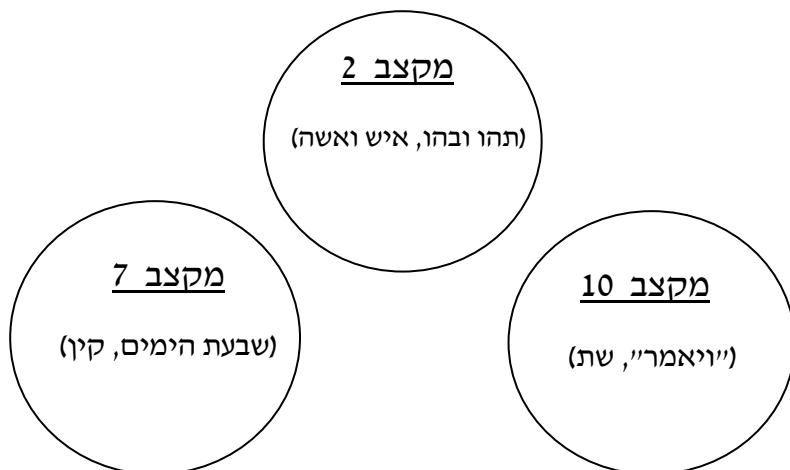 מקצב 2
(תהו ובהו, איש ואשה)
מקצב 10
("ויאמר", שת)
מקצב 7
(שבעת הימים, קין)